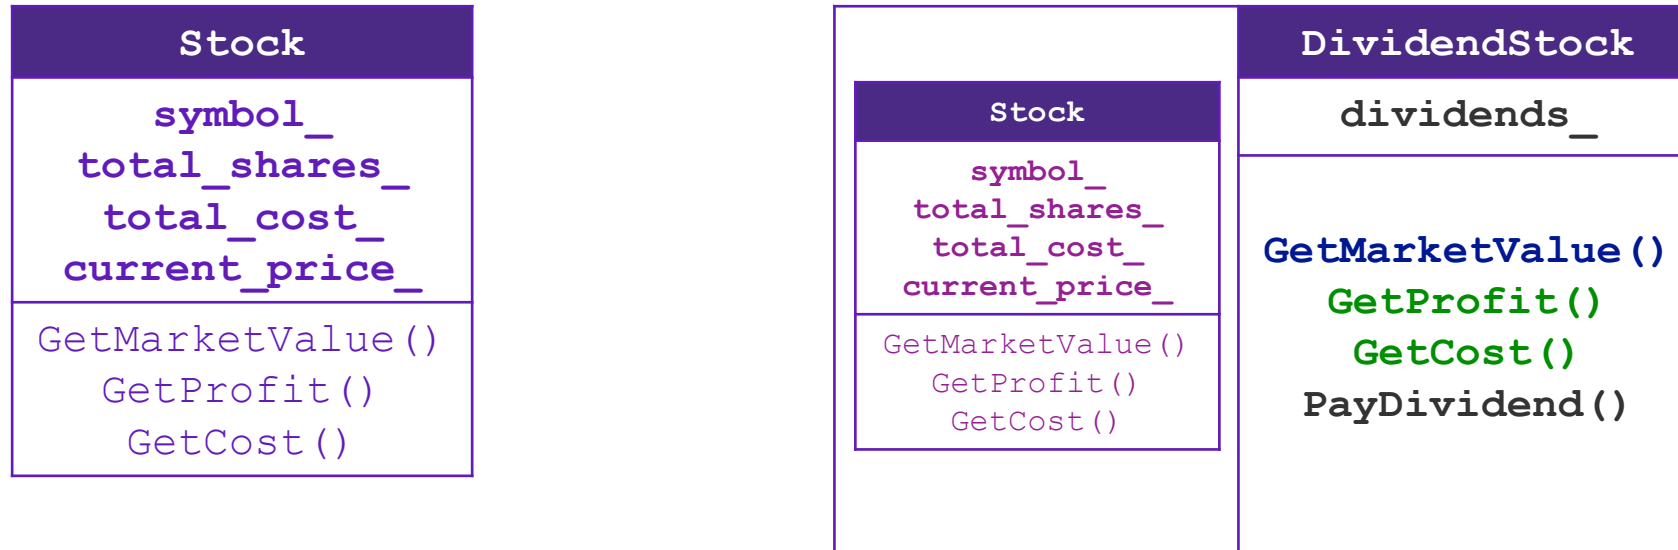 Stock
symbol_
total_shares_
total_cost_
current_price_
GetMarketValue()
GetProfit()
GetCost()
Stock
symbol_
total_shares_
total_cost_
current_price_
GetMarketValue()
GetProfit()
GetCost()
DividendStock
dividends_
GetMarketValue()
GetProfit()
GetCost()
PayDividend()